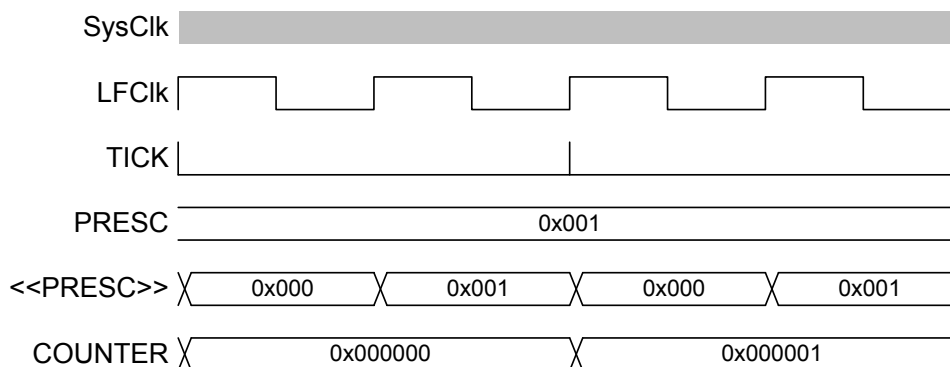 SysClk
LFClk
TICK
PRESC 0x001
<<PRESC>> 0x000 0x001 0x000 0x001
COUNTER 0x000000 0x000001